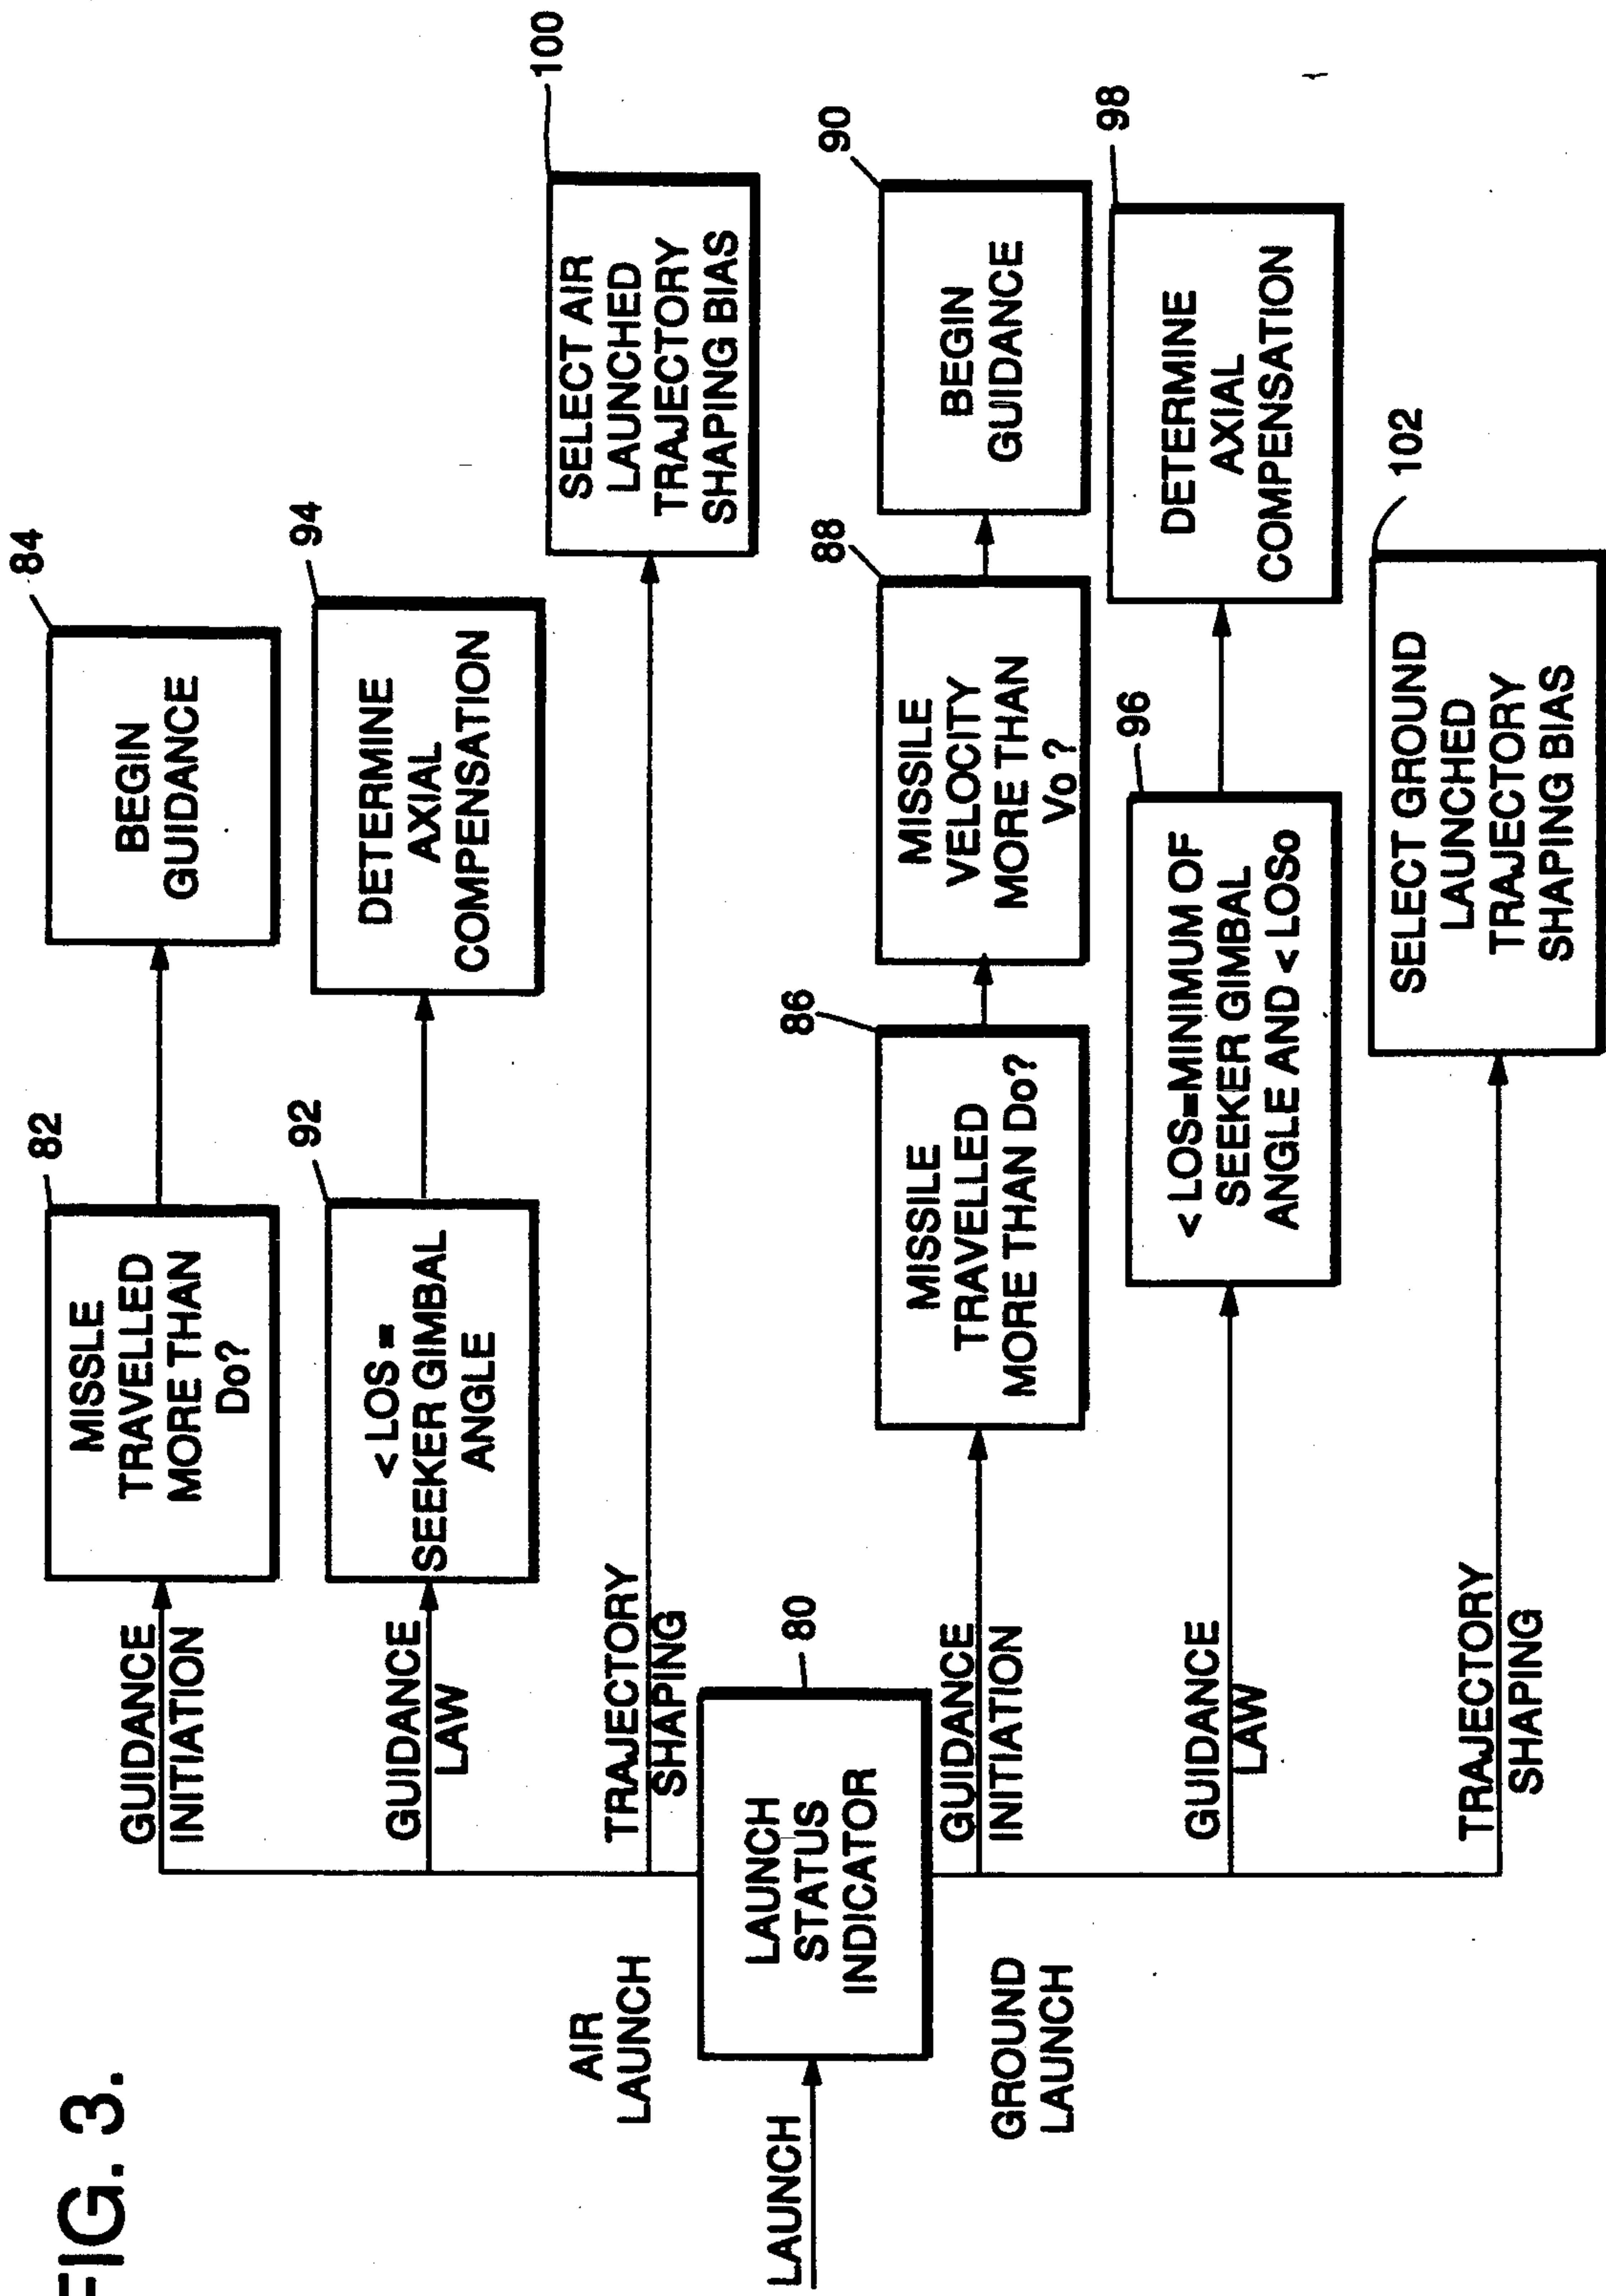 FIG. 3.
LAUNCH
AIR
LAUNCH
GROUND
LAUNCH
LAUNCH
STATUS
INDICATOR
80
GUIDANCE
INITIATION
MISSLE
TRAVELLED
MORE THAN
Do?
82
BEGIN
GUIDANCE
84
GUIDANCE
LAW
< LOS =
SEEKER GIMBAL
ANGLE
92
DETERMINE
AXIAL
COMPENSATION
94
TRAJECTORY
SHAPING
SELECT AIR
LAUNCHED
TRAJECTORY
SHAPING BIAS
100
GUIDANCE
INITIATION
MISSILE
TRAVELLED
MORE THAN Do?
86
MISSILE
VELOCITY
MORE THAN
Vo ?
88
BEGIN
GUIDANCE
90
GUIDANCE
LAW
< LOS=MINIMUM OF
SEEKER GIMBAL
ANGLE AND < LOSo
96
DETERMINE
AXIAL
COMPENSATION
98
TRAJECTORY
SHAPING
SELECT GROUND
LAUNCHED
TRAJECTORY
SHAPING BIAS
102